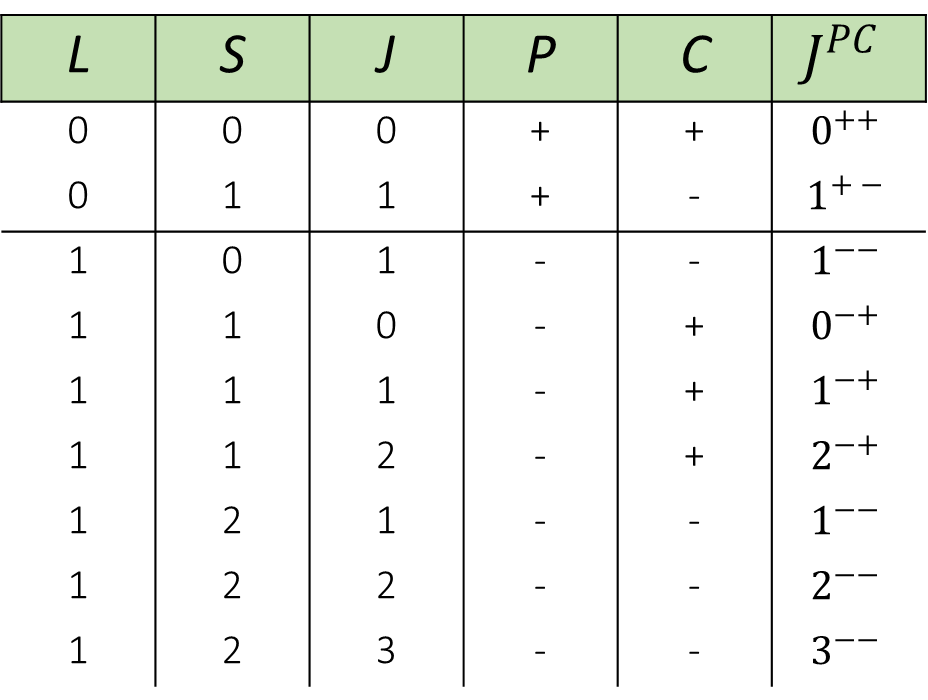 L S J P C J^{PC}
0 0 0 + + 0^{++}
0 1 1 + - 1^{+-}
1 0 1 - - 1^{--}
1 1 0 - + 0^{-+}
1 1 1 - + 1^{-+}
1 1 2 - + 2^{-+}
1 2 1 - - 1^{--}
1 2 2 - - 2^{--}
1 2 3 - - 3^{--}